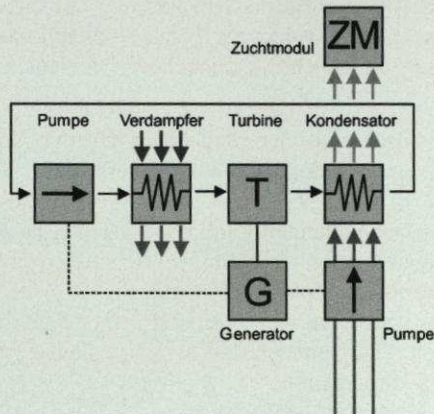 Zuchtmodul
ZM
Pumpe
Verdampfer
Turbine
Kondensator
T
G
Generator
Pumpe